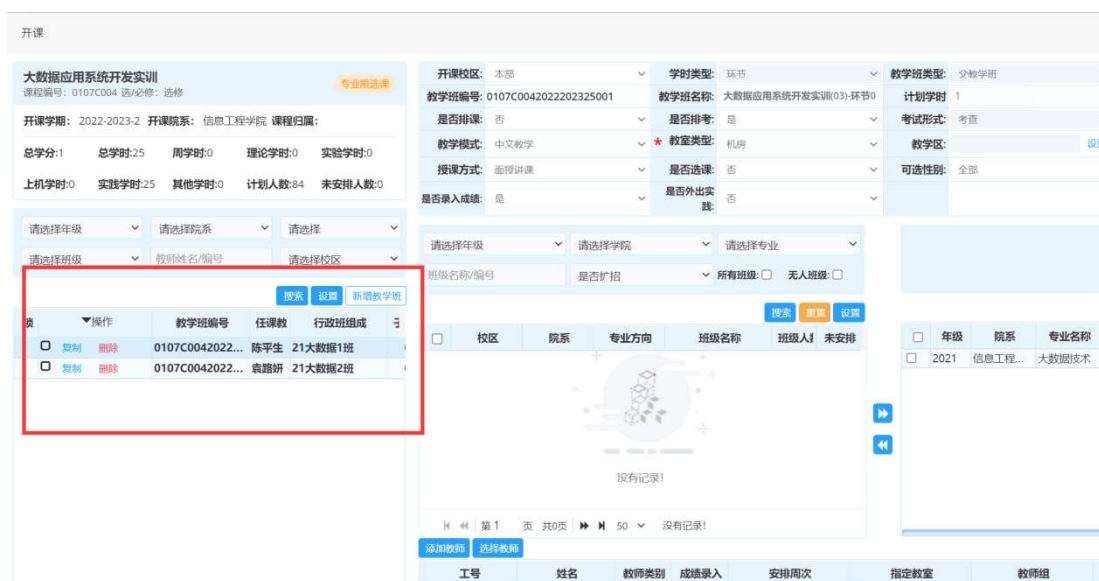 开课
大数据应用系统开发实训
专业限选课
课程编号: 0107C004 选/必修: 选修
开课学期: 2022-2023-2 开课院系: 信息工程学院 课程归属:
总学分:1 总学时:25 周学时:0 理论学时:0 实验学时:0
上机学时:0 实践学时:25 其他学时:0 计划人数:84 未安排人数:0
请选择年级 请选择院系 请选择
请选择班级 教师姓名/编号 请选择校区
搜索 设置 新增教学班
操作 教学班编号 任课教 行政班组成
复制 删除 0107C0042022... 陈平生 21大数据1班
复制 删除 0107C0042022... 袁路妍 21大数据2班
开课校区: 本部 学时类型: 环节 教学班类型: 父教学班
教学班编号: 0107C0042022202325001 教学班名称: 大数据应用系统开发实训(03)-环节0 计划学时 1
是否排课: 否 是否排考: 是 考试形式: 考查
教学模式: 中文教学 * 教室类型: 机房 教学区:
授课方式: 面授讲课 是否选课: 否 可选性别: 全部
是否录入成绩: 是 是否外出实践: 否
请选择年级 请选择学院 请选择专业
班级名称/编号 是否扩招 所有班级: 无人班级:
搜索 重置 设置
校区 院系 专业方向 班级名称 班级人 未安排
没有记录!
第 1 页 共0页 50 没有记录!
年级 院系 专业名称
2021 信息工程... 大数据技术
添加教师 选择教师
工号 姓名 教师类别 成绩录入 安排周次 指定教室 教师组